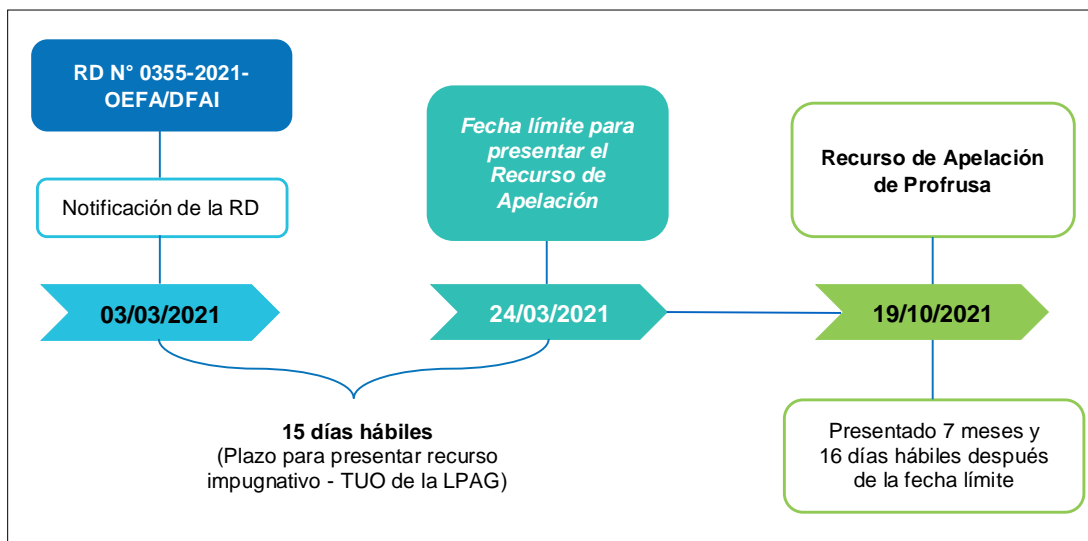 RD N° 0355-2021-
OEFA/DFAI
Notificación de la RD
03/03/2021
Fecha límite para
presentar el
Recurso de
Apelación
24/03/2021
15 días hábiles
(Plazo para presentar recurso
impugnativo - TUO de la LPAG)
Recurso de Apelación
de Profrusa
19/10/2021
Presentado 7 meses y
16 días hábiles después
de la fecha límite